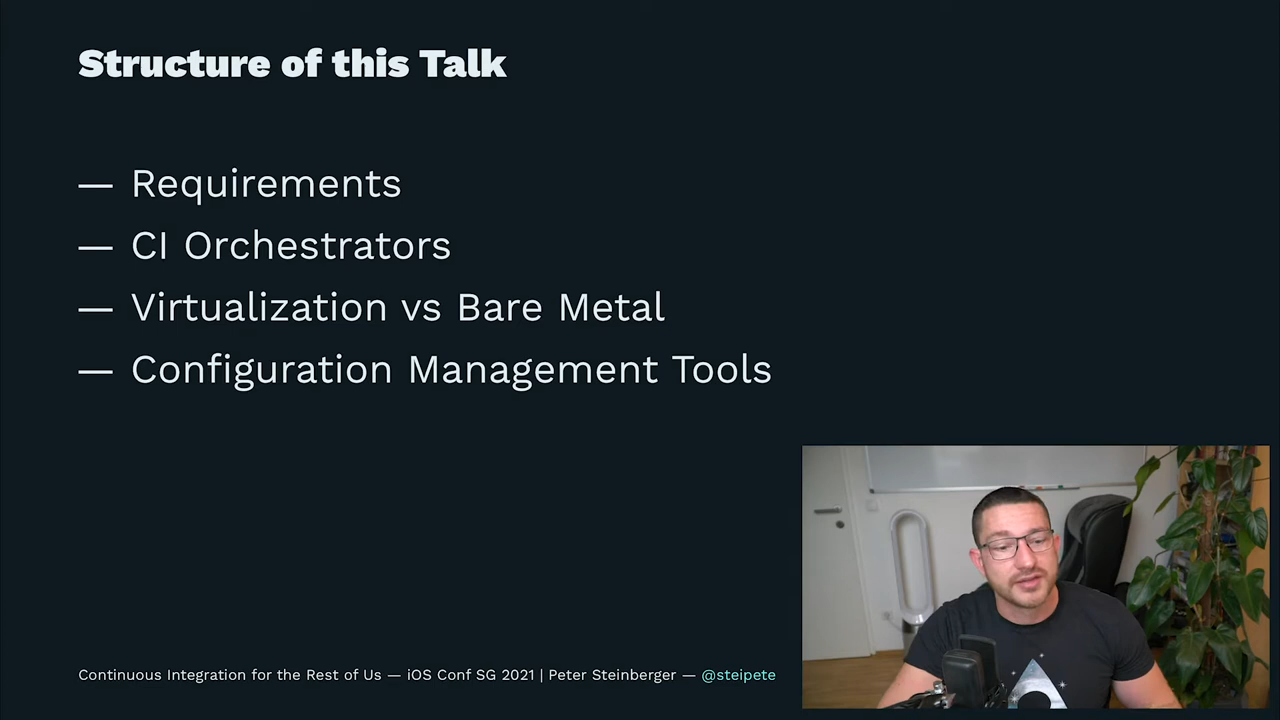 Structure of this Talk
— Requirements
— CI Orchestrators
— Virtualization vs Bare Metal
— Configuration Management Tools
Continuous Integration for the Rest of Us — iOS Conf SG 2021 | Peter Steinberger — @steipete